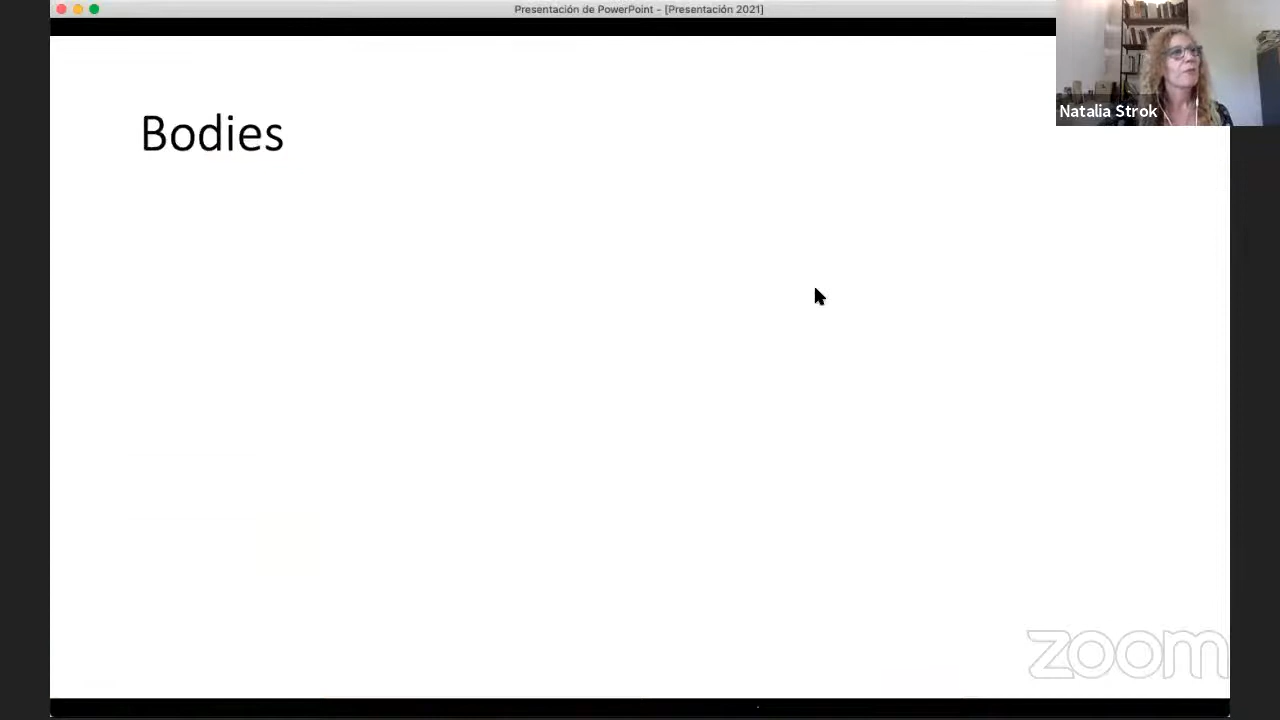 Presentación de PowerPoint - [Presentación 2021]
Natalia Strok
Bodies
zoom